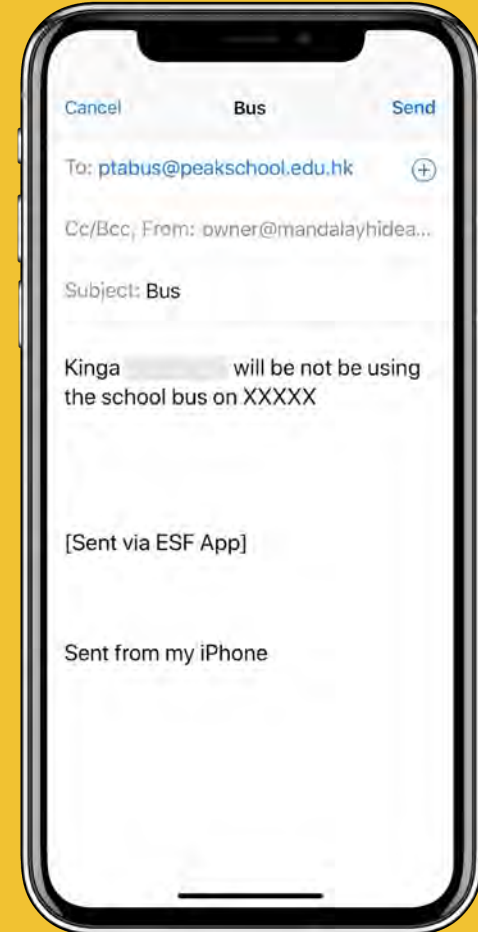 Cancel Bus Send
To: ptabus@peakschool.edu.hk
Cc/Bcc, From: owner@mandalayhidea...
Subject: Bus
Kinga will be not be using
the school bus on XXXXX
[Sent via ESF App]
Sent from my iPhone